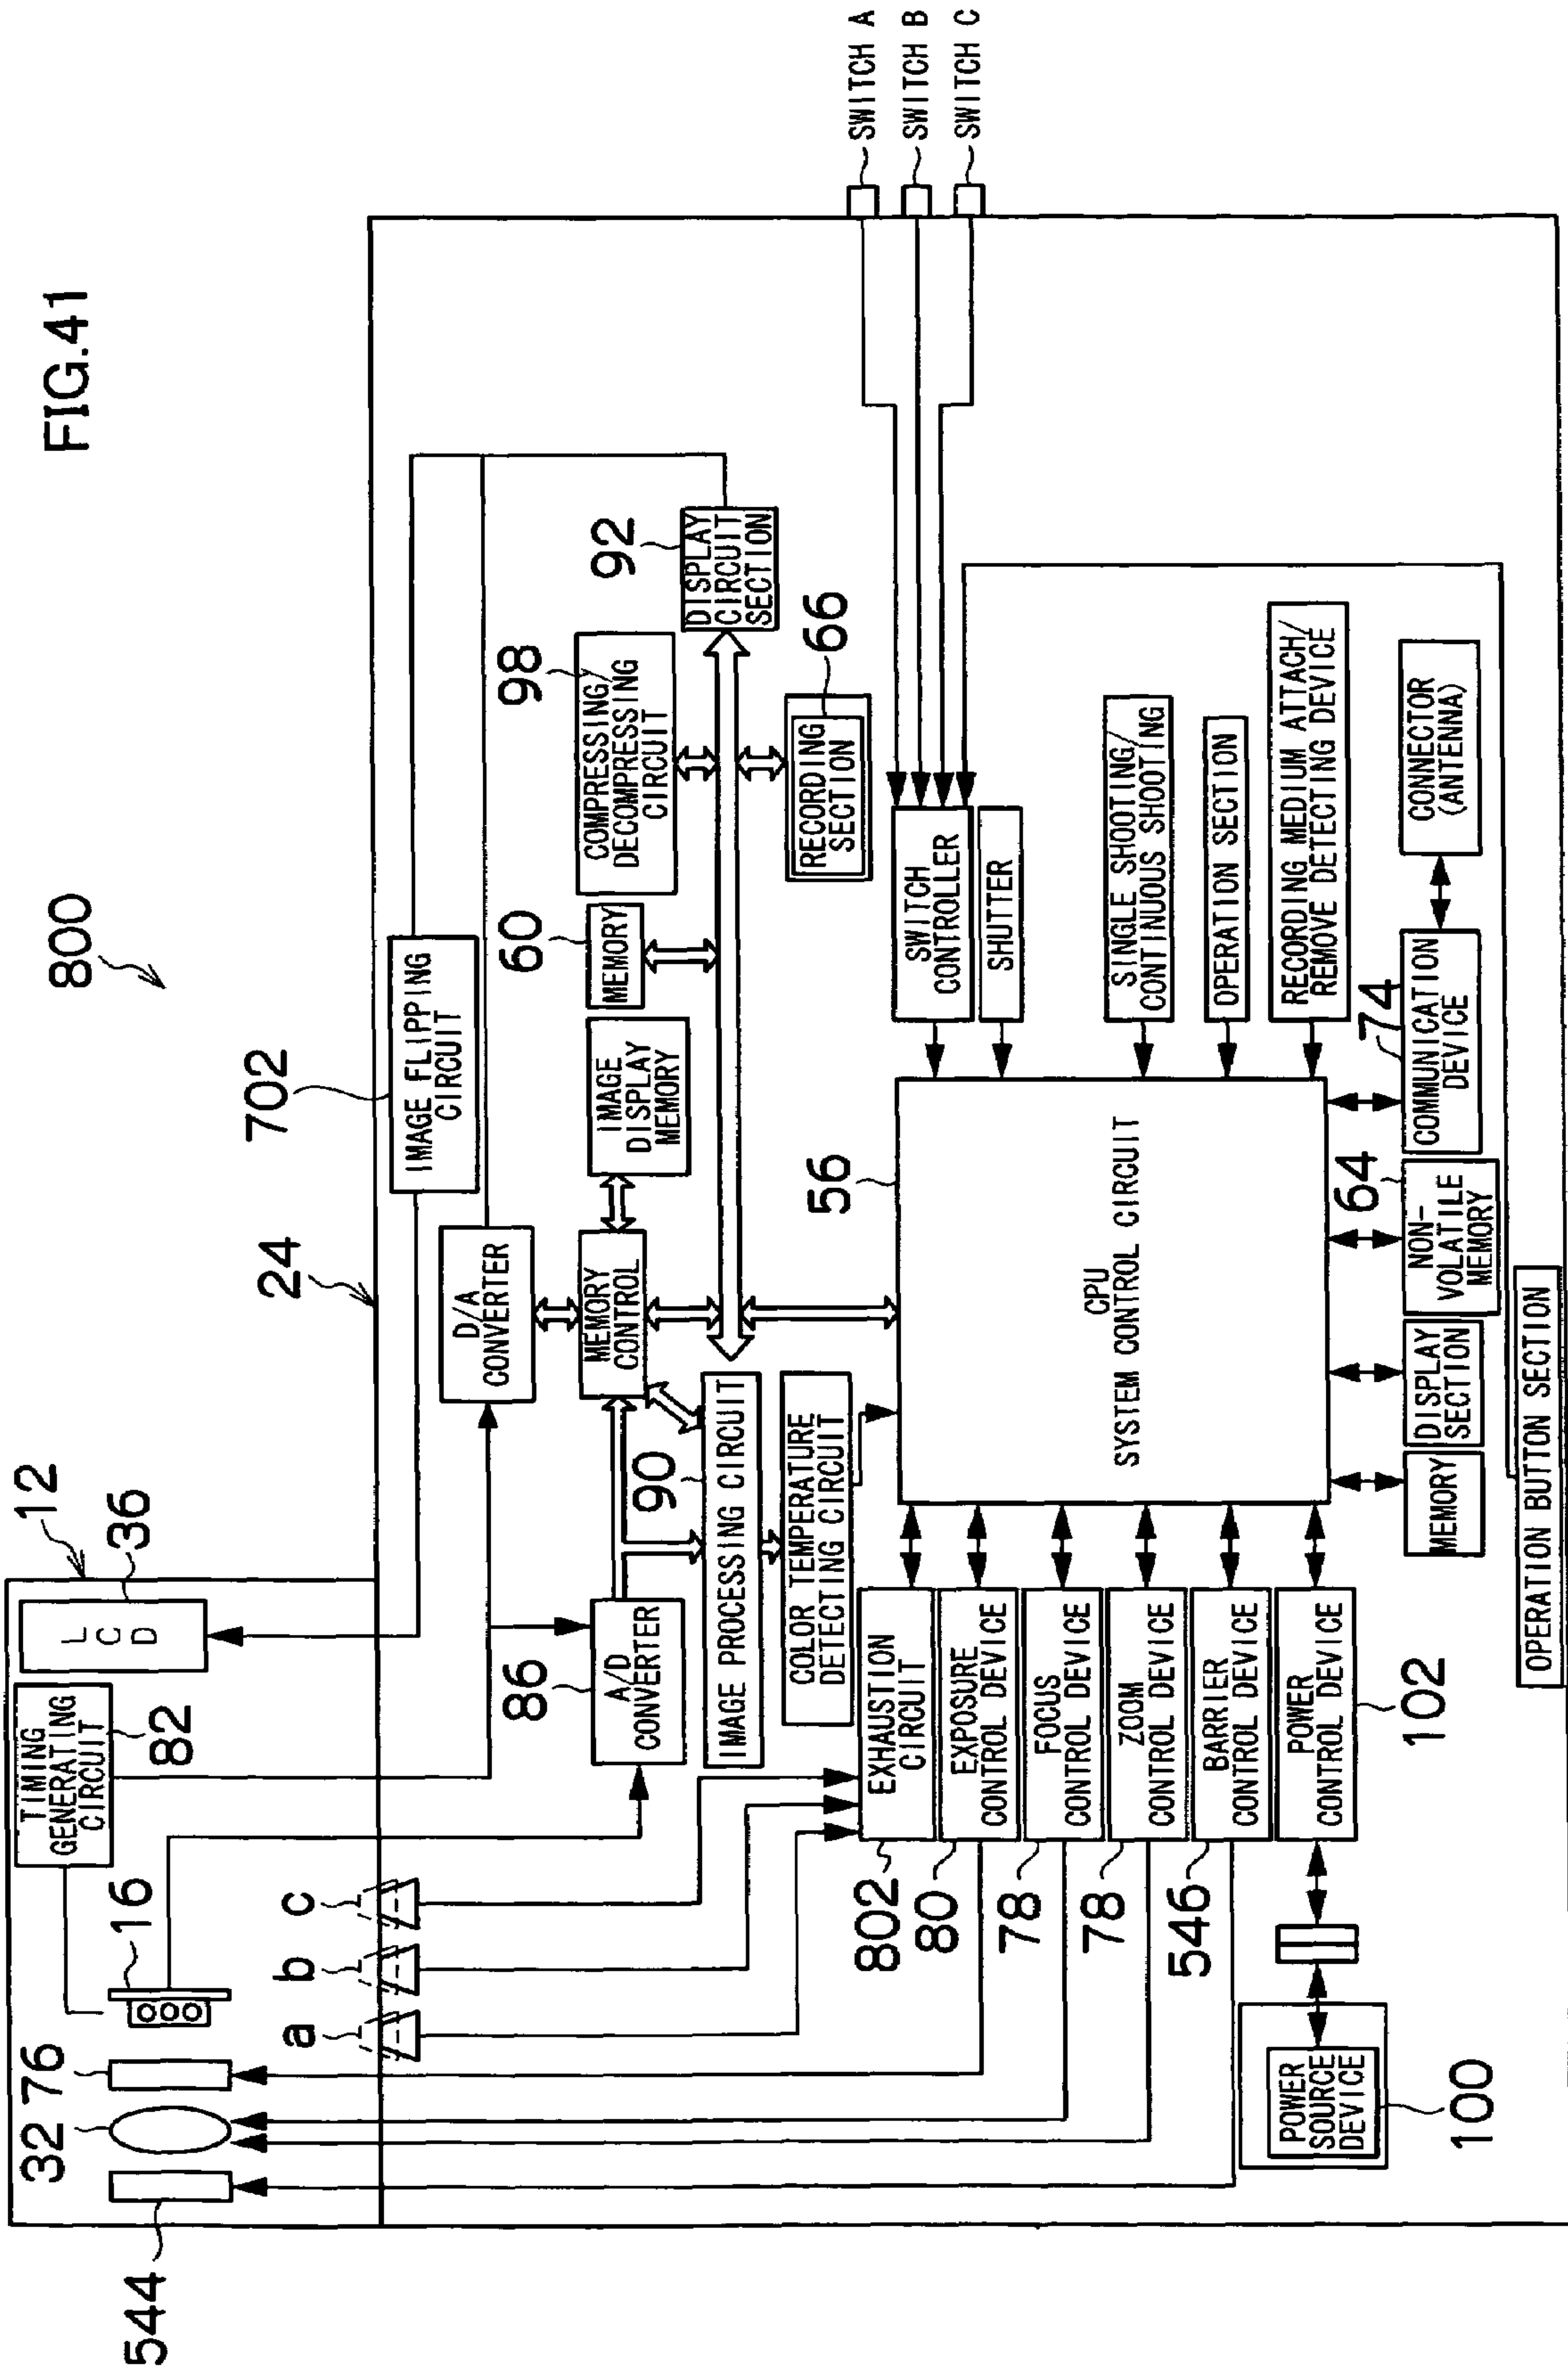 FIG.41
800
12
24
544
32
76
16
TIMING
GENERATING
CIRCUIT
82
LCD
36
a
b
c
702
IMAGE FLIPPING
CIRCUIT
D/A
CONVERTER
86
A/D
CONVERTER
MEMORY
CONTROL
IMAGE
DISPLAY
MEMORY
60
MEMORY
98
COMPRESSING/
DECOMPRESSING
CIRCUIT
92
DISPLAY
CIRCUIT
SECTION
90
IMAGE PROCESSING CIRCUIT
COLOR TEMPERATURE
DETECTING CIRCUIT
RECORDING
SECTION
66
SWITCH A
SWITCH B
SWITCH C
802
EXHAUSTION
CIRCUIT
80
EXPOSURE
CONTROL DEVICE
78
FOCUS
CONTROL DEVICE
78
ZOOM
CONTROL DEVICE
546
BARRIER
CONTROL DEVICE
POWER
CONTROL DEVICE
102
POWER
SOURCE
DEVICE
100
56
CPU
SYSTEM CONTROL CIRCUIT
SWITCH
CONTROLLER
SHUTTER
SINGLE SHOOTING/
CONTINUOUS SHOOTING
OPERATION SECTION
RECORDING MEDIUM ATTACH/
REMOVE DETECTING DEVICE
MEMORY
DISPLAY
SECTION
64
NON-
VOLATILE
MEMORY
74
COMMUNICATION
DEVICE
CONNECTOR
(ANTENNA)
OPERATION BUTTON SECTION